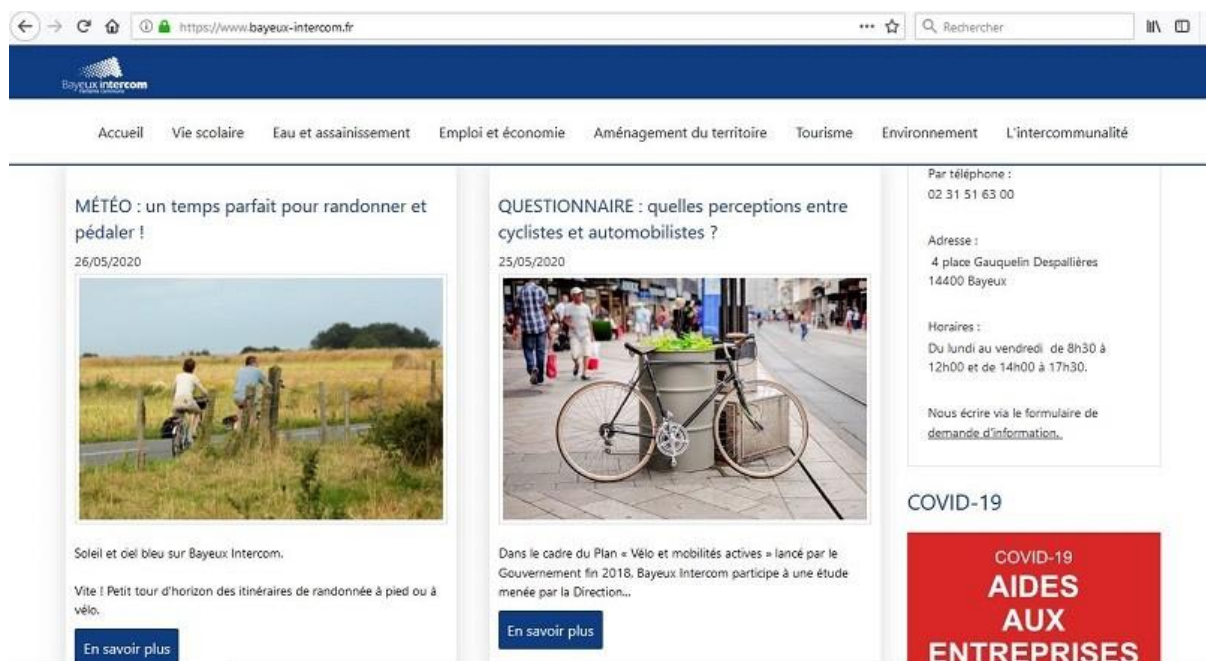 https://www.bayeux-intercom.fr
Rechercher
Bayeux intercom
Accueil Vie scolaire Eau et assainissement Emploi et économie Aménagement du territoire Tourisme Environnement L'intercommunalité
MÉTÉO : un temps parfait pour randonner et
pédaler !
26/05/2020
Soleil et ciel bleu sur Bayeux Intercom.
Vite ! Petit tour d'horizon des itinéraires de randonnée à pied ou à
vélo.
En savoir plus
QUESTIONNAIRE : quelles perceptions entre
cyclistes et automobilistes ?
25/05/2020
Dans le cadre du Plan « Vélo et mobilités actives » lancé par le
Gouvernement fin 2018, Bayeux Intercom participe à une étude
menée par la Direction...
En savoir plus
Par téléphone :
02 31 51 63 00
Adresse :
4 place Gauquelin Despallières
14400 Bayeux
Horaires :
Du lundi au vendredi de 8h30 à
12h00 et de 14h00 à 17h30.
Nous écrire via le formulaire de
demande d'information.
COVID-19
COVID-19
AIDES
AUX
ENTREPRISES